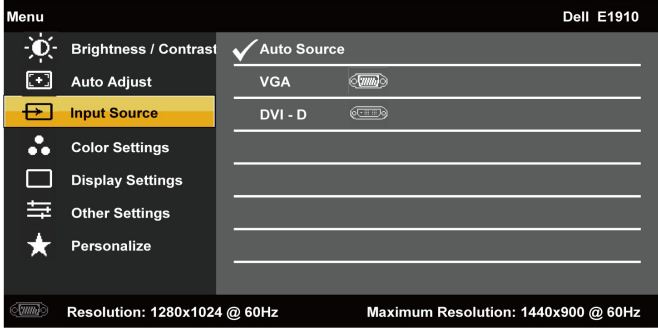 Menu Dell E1910
Brightness / Contrast
Auto Adjust
Input Source
Color Settings
Display Settings
Other Settings
Personalize
Auto Source
VGA
DVI - D
Resolution: 1280x1024 @ 60Hz Maximum Resolution: 1440x900 @ 60Hz